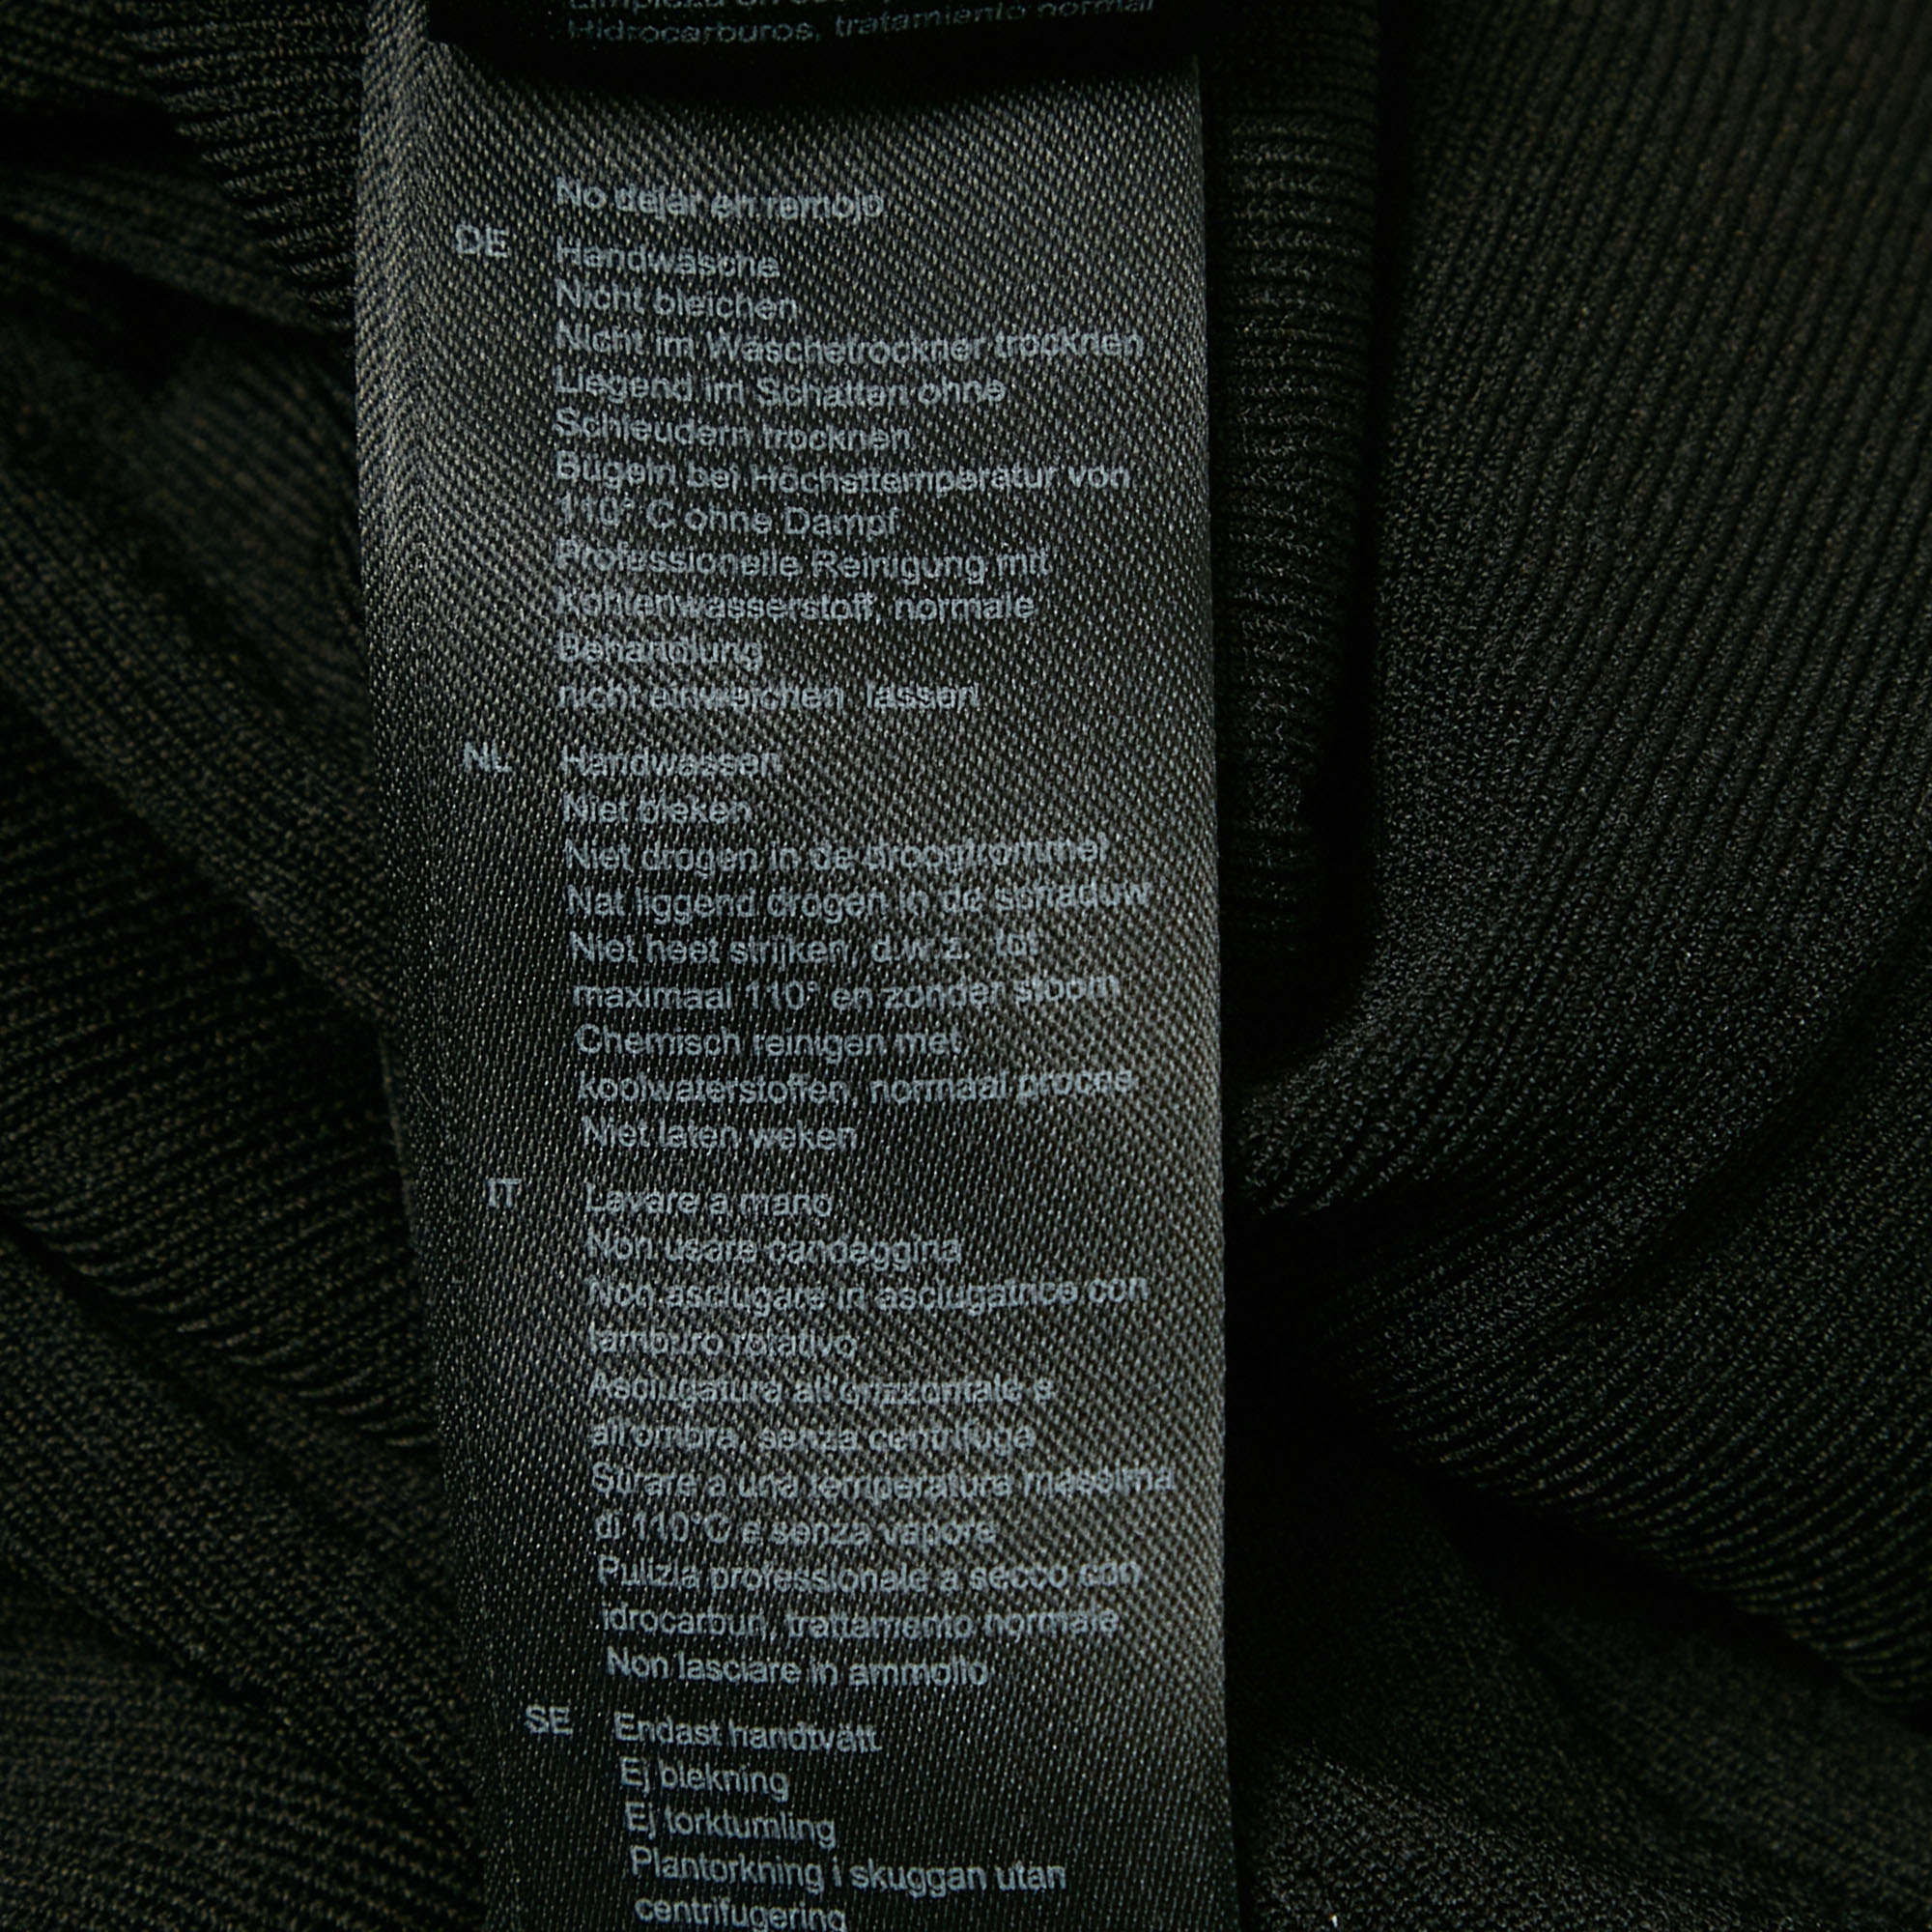 Hidrocarburos, tratamiento normal
No dejar en remojo
DE Handwäsche
Nicht bleichen
Nicht im Wäschetrockner trocknen
Liegend im Schatten ohne
Schleudern trocknen
Bügeln bei Höchsttemperatur von
110° C ohne Dampf
Professionelle Reinigung mit
Kohlenwasserstoff, normale
Behandlung
nicht einweichen lassen
NL Handwassen
Niet bleken
Niet drogen in de droogtrommel
Nat liggend drogen in de schaduw
Niet heet strijken, d.w.z. tot
maximaal 110° en zonder stoom
Chemisch reinigen met
koolwaterstoffen, normaal
Niet laten weken
IT Lavare a mano
Non usare candeggina
Non asciugare in asciugatrice con
tamburo rotativo
Asciugatura all'orizzontale e
all'ombra, senza centrifuga
Stirare a una temperatura massima
di 110°C e senza vapore
Pulizia professionale a secco con
idrocarburi, trattamento normale
Non lasciare in ammollo
SE Endast handtvätt
Ej blekning
Ej torktumling
Plantorkning i skuggan utan
centrifugering